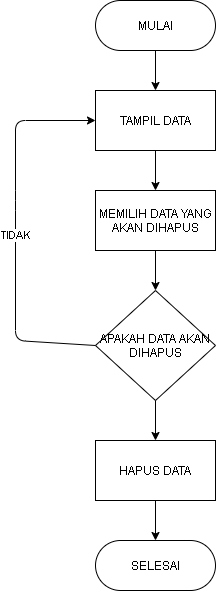 MULAI
TAMPIL DATA
MEMILIH DATA YANG
AKAN DIHAPUS
TIDAK
APAKAH DATA AKAN
DIHAPUS
HAPUS DATA
SELESAI